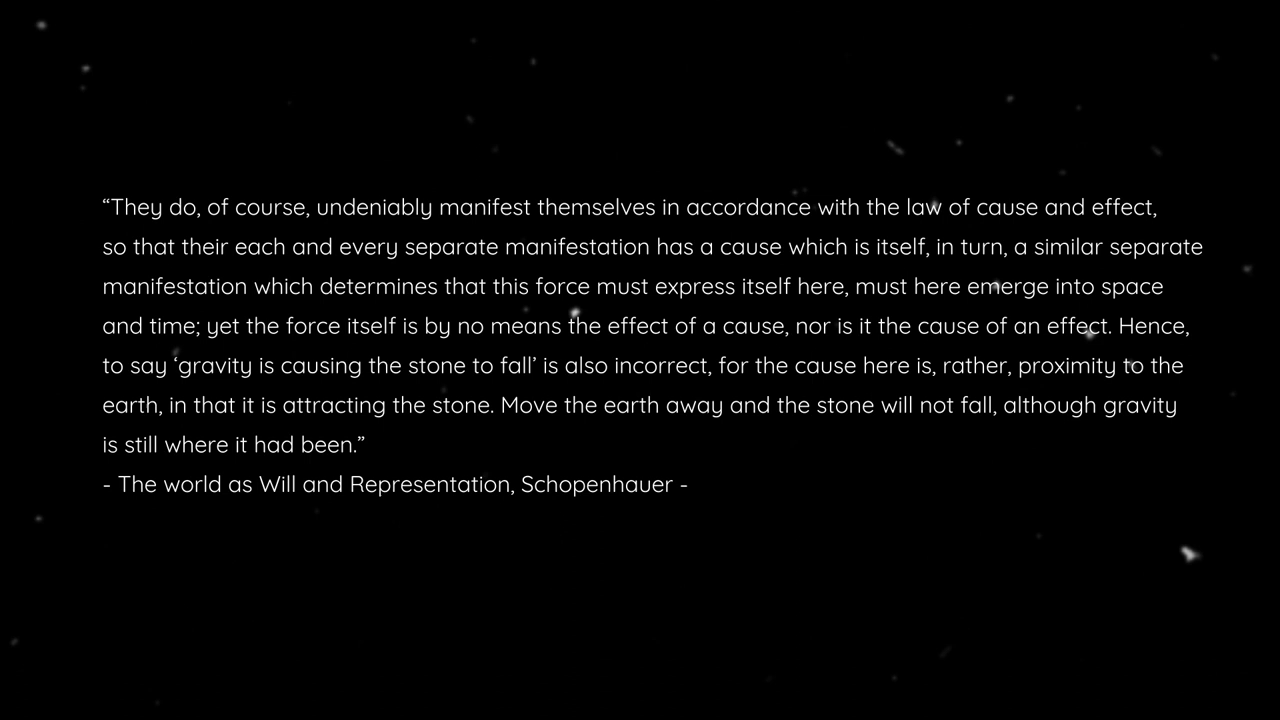 “They do, of course, undeniably manifest themselves in accordance with the law of cause and effect,
so that their each and every separate manifestation has a cause which is itself, in turn, a similar separate
manifestation which determines that this force must express itself here, must here emerge into space
and time; yet the force itself is by no means the effect of a cause, nor is it the cause of an effect. Hence,
to say ‘gravity is causing the stone to fall’ is also incorrect, for the cause here is, rather, proximity to the
earth, in that it is attracting the stone. Move the earth away and the stone will not fall, although gravity
is still where it had been.”
- The world as Will and Representation, Schopenhauer -